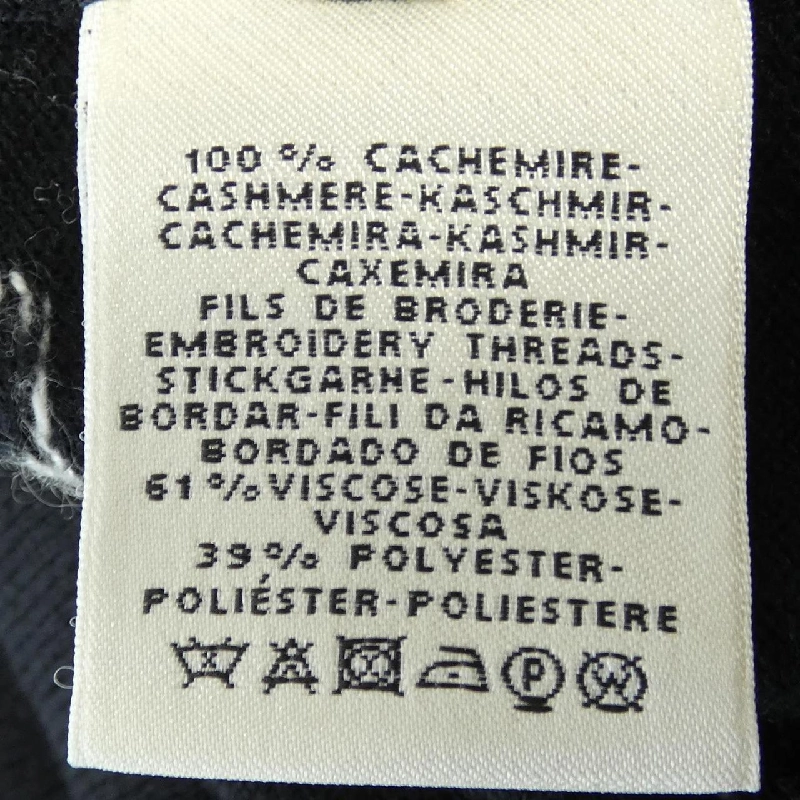 100 % CACHEMIRE-
CASHMERE-KASCHMIR-
CACHEMIRA-KASHMIR-
CAXEMIRA
FILS DE BRODERIE-
EMBROIDERY THREADS-
STICKGARNE-HILOS DE
BORDAR-FILI DA RICAMO-
BORDADO DE FIOS
61 % VISCOSE-VISKOSE-
VISCOSA
39 % POLYESTER-
POLIÉSTER-POLIESTERE
P W